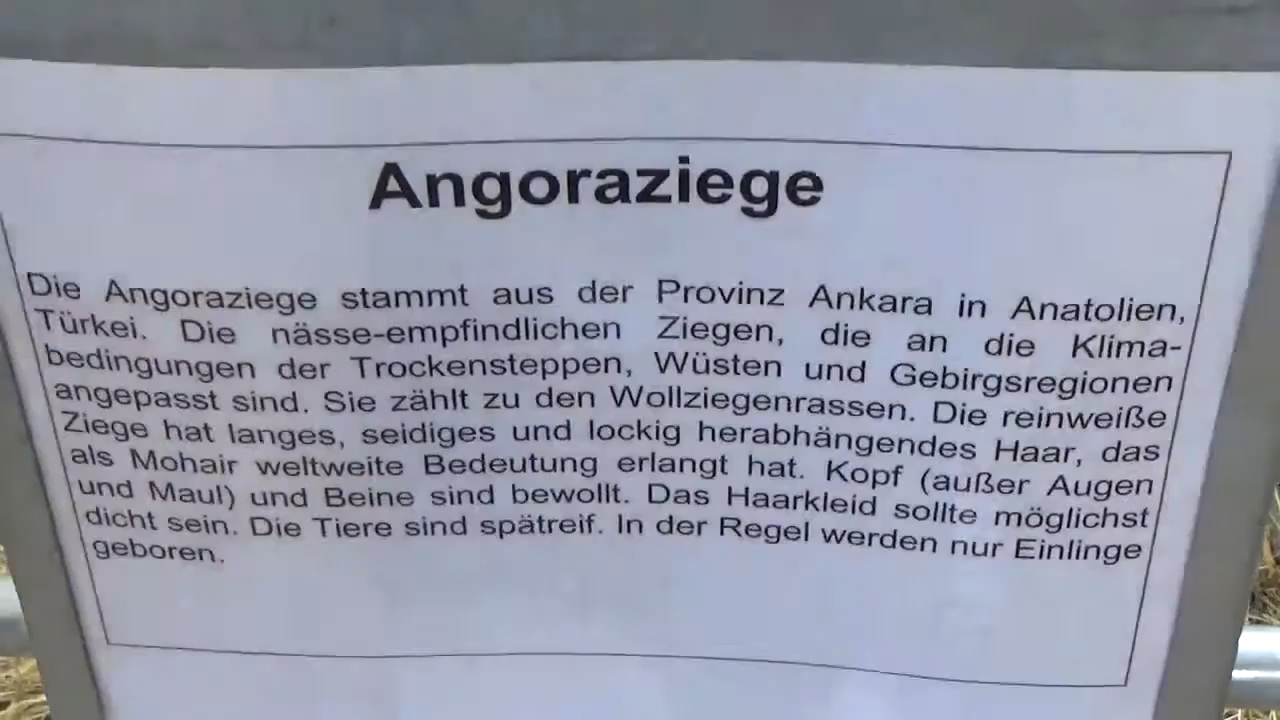 Angoraziege
Die Angoraziege stammt aus der Provinz Ankara in Anatolien,
Türkei. Die nässe-empfindlichen Ziegen, die an die Klima-
bedingungen der Trockensteppen, Wüsten und Gebirgsregionen
angepasst sind. Sie zählt zu den Wollziegenrassen. Die reinweiße
Ziege hat langes, seidiges und lockig herabhängendes Haar, das
als Mohair weltweite Bedeutung erlangt hat. Kopf (außer Augen
und Maul) und Beine sind bewollt. Das Haarkleid sollte möglichst
dicht sein. Die Tiere sind spätreif. In der Regel werden nur Einlinge
geboren.